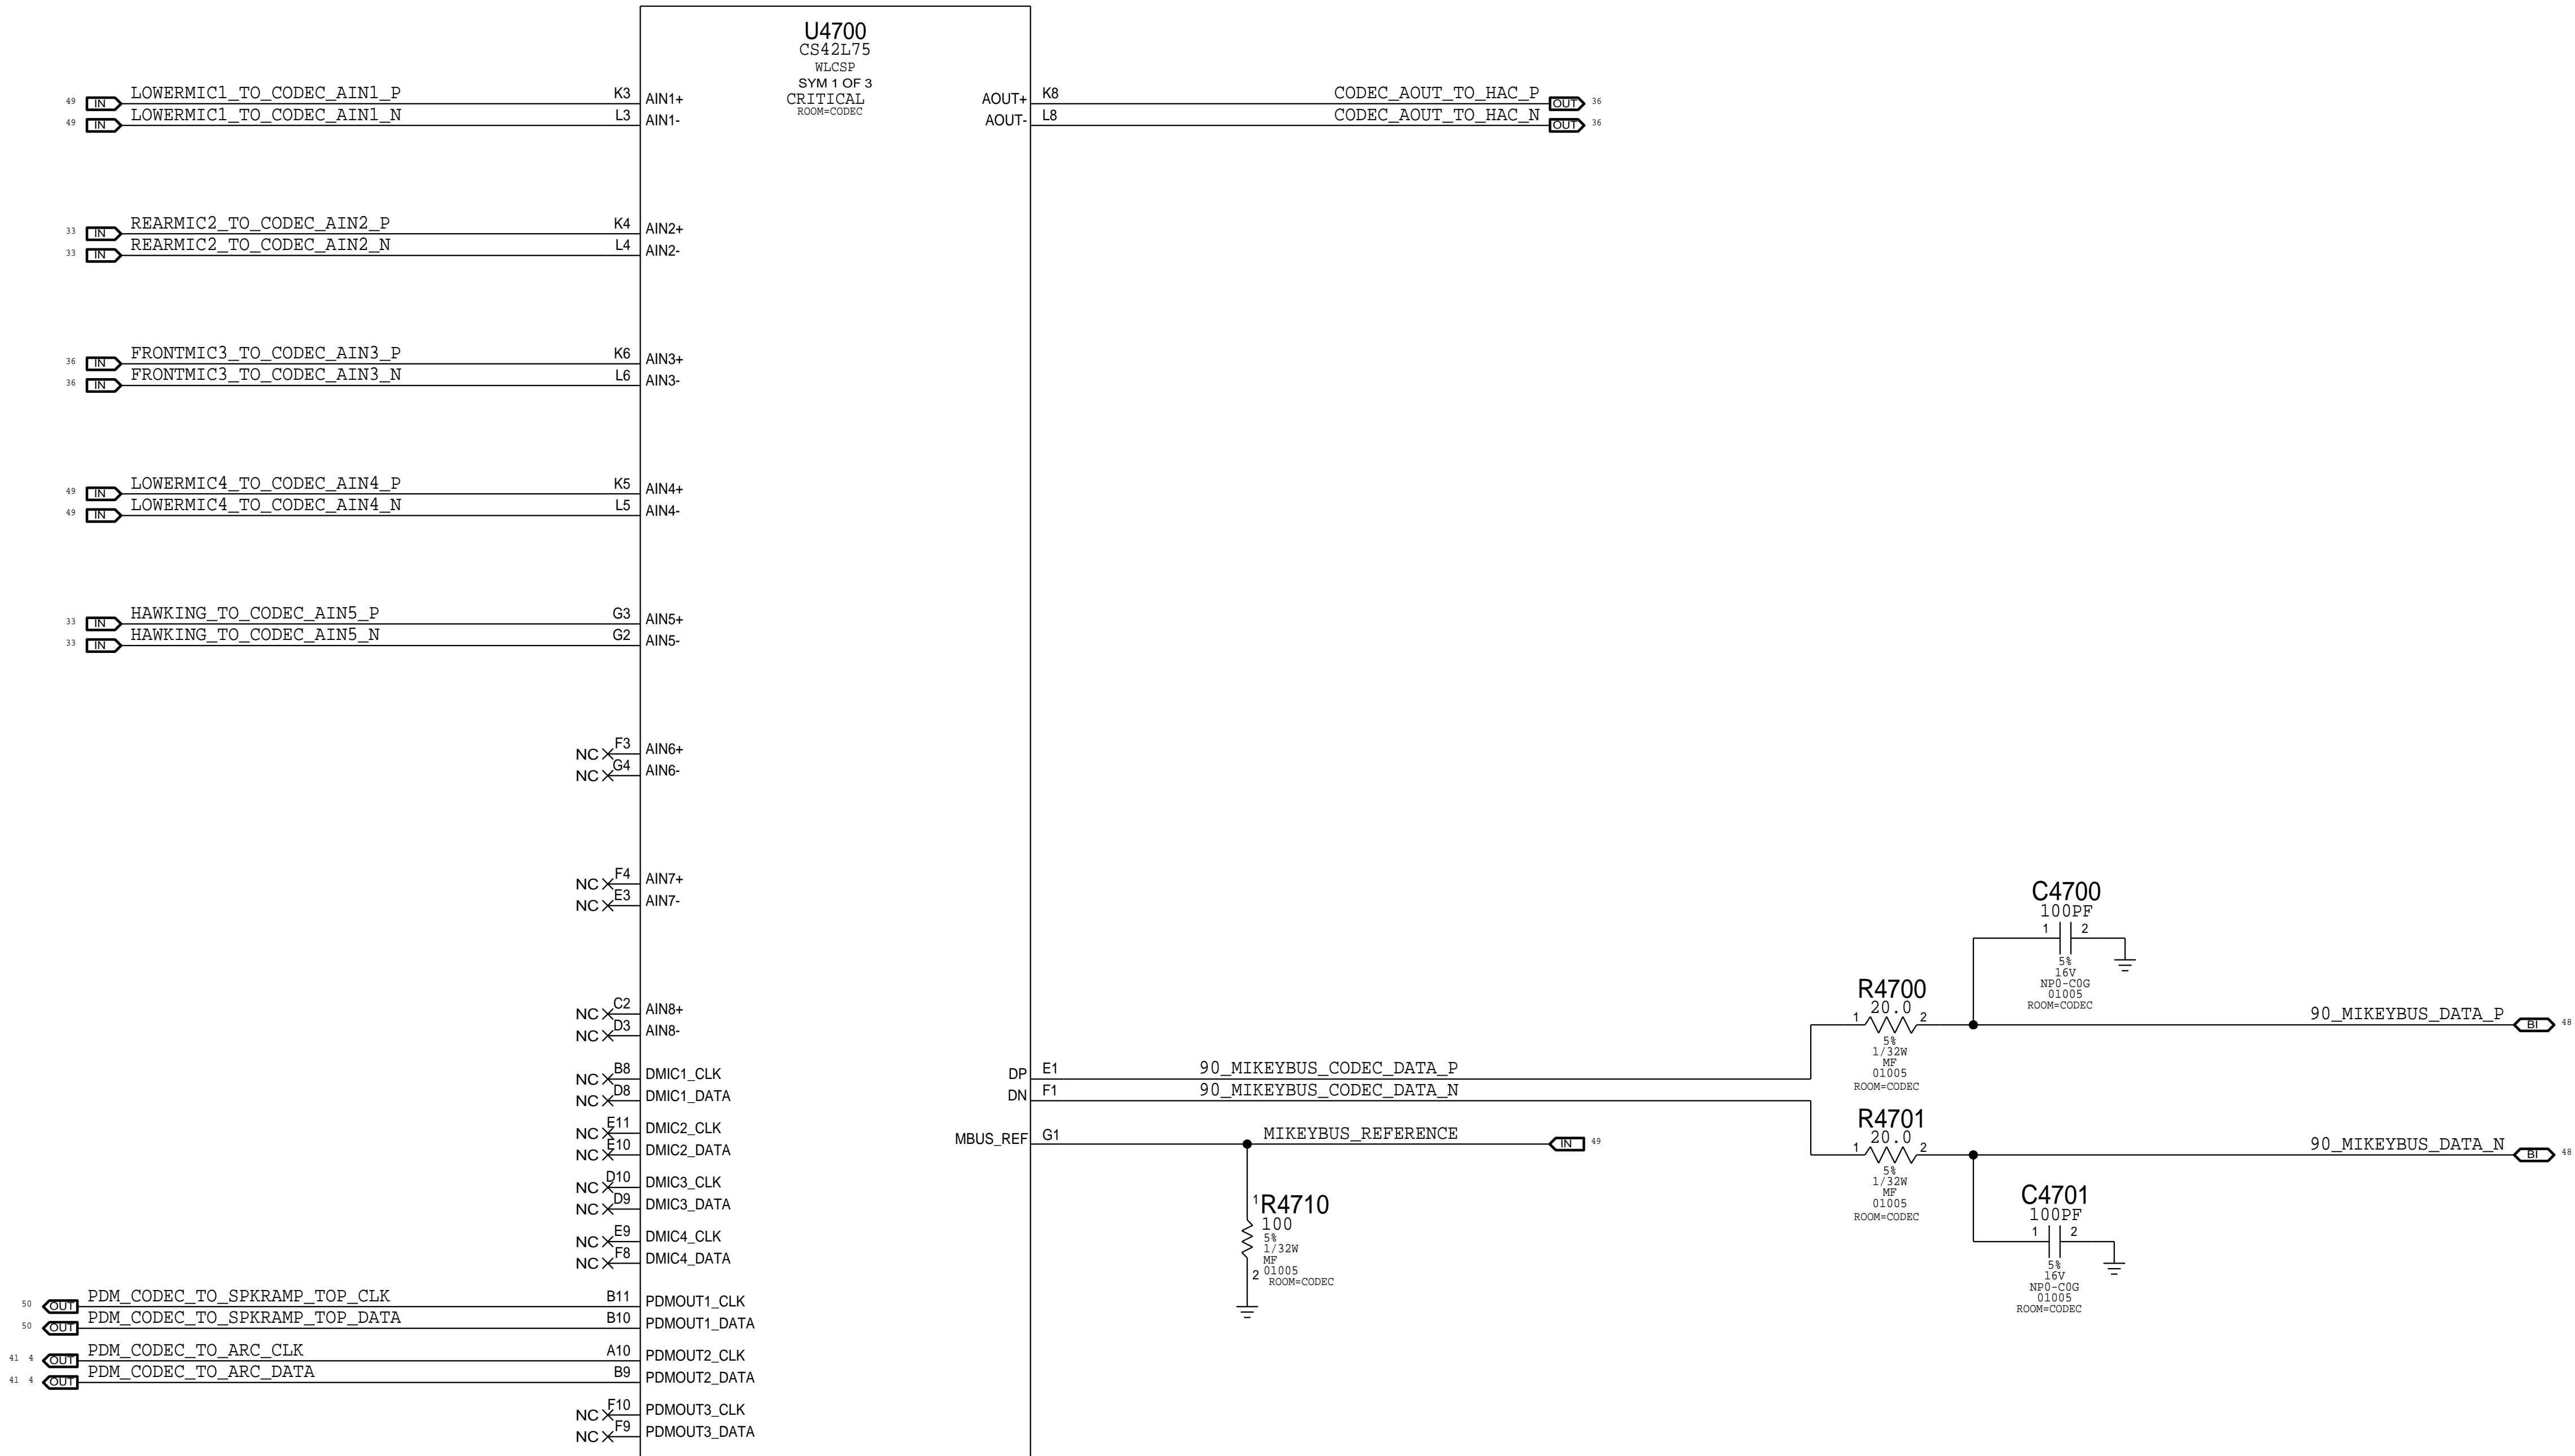 U4700
CS42L75
WLCSP
SYM 1 OF 3
CRITICAL
ROOM=CODEC
49 IN LOWERMIC1_TO_CODEC_AIN1_P K3 AIN1+
49 IN LOWERMIC1_TO_CODEC_AIN1_N L3 AIN1-
AOUT+ K8 CODEC_AOUT_TO_HAC_P OUT 36
AOUT- L8 CODEC_AOUT_TO_HAC_N OUT 36
33 IN REARMIC2_TO_CODEC_AIN2_P K4 AIN2+
33 IN REARMIC2_TO_CODEC_AIN2_N L4 AIN2-
36 IN FRONTMIC3_TO_CODEC_AIN3_P K6 AIN3+
36 IN FRONTMIC3_TO_CODEC_AIN3_N L6 AIN3-
49 IN LOWERMIC4_TO_CODEC_AIN4_P K5 AIN4+
49 IN LOWERMIC4_TO_CODEC_AIN4_N L5 AIN4-
33 IN HAWKING_TO_CODEC_AIN5_P G3 AIN5+
33 IN HAWKING_TO_CODEC_AIN5_N G2 AIN5-
NC F3 AIN6+
NC G4 AIN6-
NC F4 AIN7+
NC E3 AIN7-
NC C2 AIN8+
NC D3 AIN8-
NC B8 DMIC1_CLK
NC D8 DMIC1_DATA
NC E11 DMIC2_CLK
NC E10 DMIC2_DATA
NC D10 DMIC3_CLK
NC D9 DMIC3_DATA
NC E9 DMIC4_CLK
NC F8 DMIC4_DATA
50 OUT PDM_CODEC_TO_SPKRAMP_TOP_CLK B11 PDMOUT1_CLK
50 OUT PDM_CODEC_TO_SPKRAMP_TOP_DATA B10 PDMOUT1_DATA
41 4 OUT PDM_CODEC_TO_ARC_CLK A10 PDMOUT2_CLK
41 4 OUT PDM_CODEC_TO_ARC_DATA B9 PDMOUT2_DATA
NC F10 PDMOUT3_CLK
NC F9 PDMOUT3_DATA
DP E1 90_MIKEYBUS_CODEC_DATA_P
DN F1 90_MIKEYBUS_CODEC_DATA_N
MBUS_REF G1 MIKEYBUS_REFERENCE IN 49
1
R4710
100
5%
1/32W
MF
2 01005
ROOM=CODEC
C4700
100PF
1 2
5%
16V
NP0-C0G
01005
ROOM=CODEC
R4700
20.0
1 2
5%
1/32W
MF
01005
ROOM=CODEC
90_MIKEYBUS_DATA_P BI 48
R4701
20.0
1 2
5%
1/32W
MF
01005
ROOM=CODEC
90_MIKEYBUS_DATA_N BI 48
C4701
100PF
1 2
5%
16V
NP0-C0G
01005
ROOM=CODEC